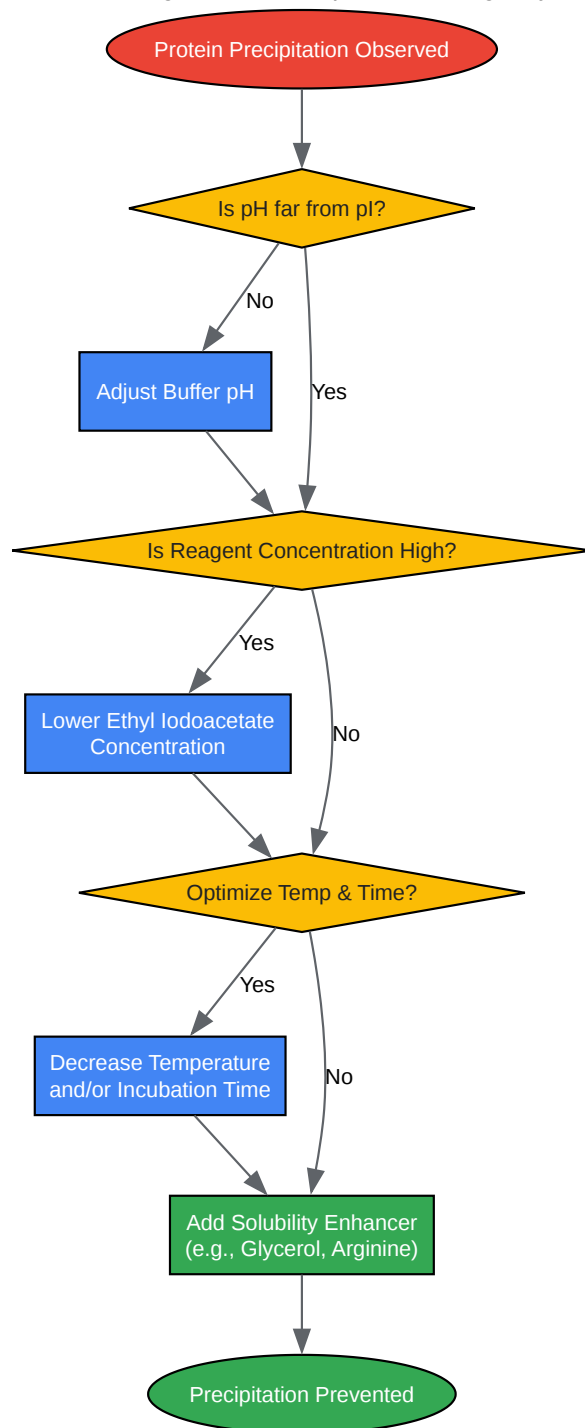 Protein Precipitation Observed
Is pH far from pI?
No
Adjust Buffer pH
Yes
Is Reagent Concentration High?
Yes
Lower Ethyl Iodoacetate
Concentration
No
Optimize Temp & Time?
Yes
Decrease Temperature
and/or Incubation Time
No
Add Solubility Enhancer
(e.g., Glycerol, Arginine)
Precipitation Prevented